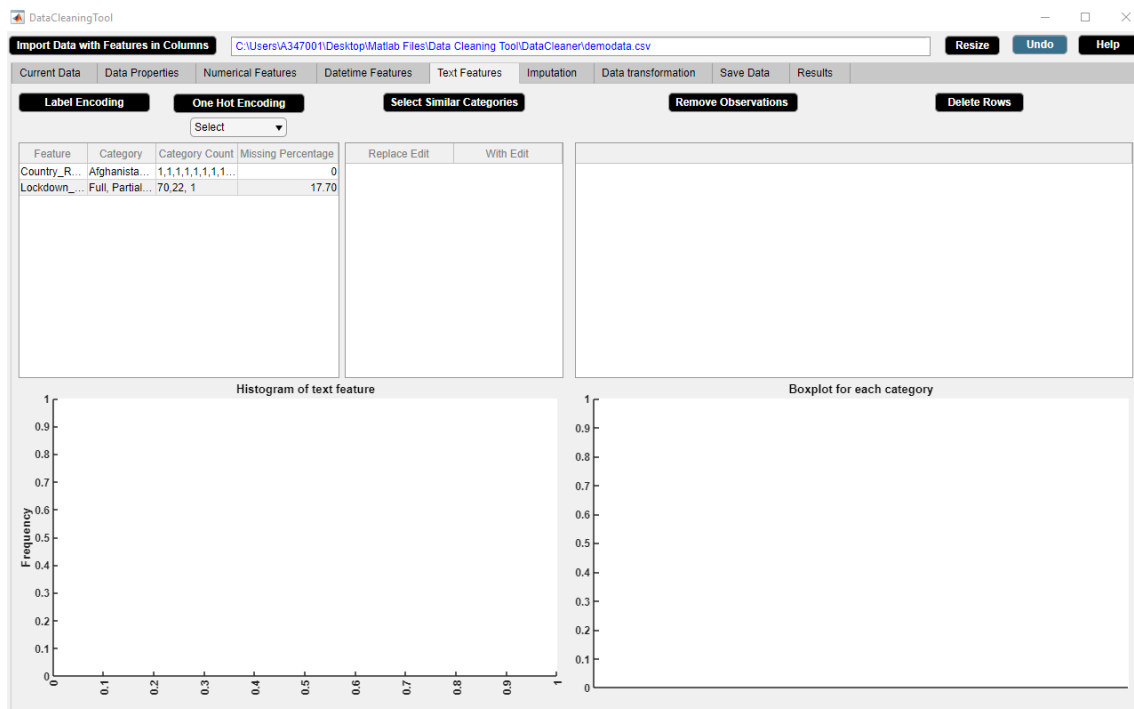 DataCleaningTool
Import Data with Features in Columns C:\Users\A347001\Desktop\Matlab Files\Data Cleaning Tool\DataCleaner\demodata.csv Resize Undo Help
Current Data Data Properties Numerical Features Datetime Features Text Features Imputation Data transformation Save Data Results
Label Encoding One Hot Encoding Select Similar Categories Remove Observations Delete Rows
Select
Feature Category Category Count Missing Percentage Replace Edit With Edit
Country_R... Afghanista... 1,1,1,1,1,1,1,1... 0
Lockdown_... Full, Partial... 70,22, 1 17.70
Histogram of text feature Boxplot for each category
1 1
0.9 0.9
0.8 0.8
0.7 0.7
0.6 0.6
Frequency
0.5 0.5
0.4 0.4
0.3 0.3
0.2 0.2
0.1 0.1
0 0
0 0.1 0.2 0.3 0.4 0.5 0.6 0.7 0.8 0.9 1